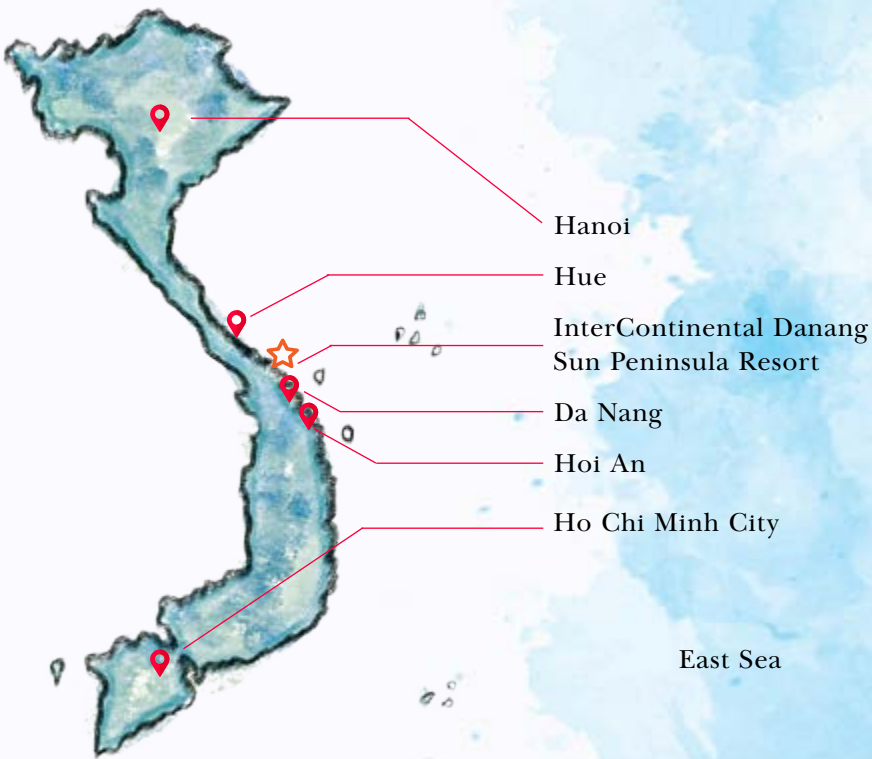 Hanoi
Hue
InterContinental Danang
Sun Peninsula Resort
Da Nang
Hoi An
Ho Chi Minh City
East Sea